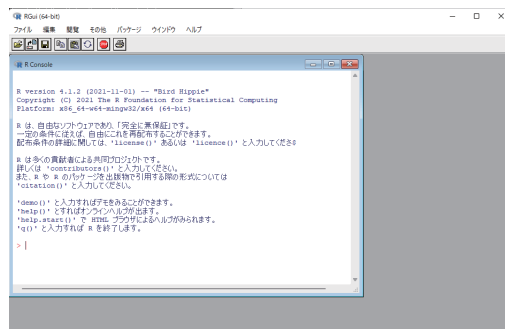 RGui (64-bit)
ファイル 編集 閲覧 その他 パッケージ ウインドウ ヘルプ
R Console
R version 4.1.2 (2021-11-01) -- "Bird Hippie"
Copyright (C) 2021 The R Foundation for Statistical Computing
Platform: x86_64-w64-mingw32/x64 (64-bit)
R は、自由なソフトウェアであり、「完全に無保証」です。
一定の条件に従えば、自由にこれを再配布することができます。
配布条件の詳細に関しては、'license()' あるいは 'licence()' と入力してくださ$
R は多くの貢献者による共同プロジェクトです。
詳しくは 'contributors()' と入力してください。
また、R や R のパッケージを出版物で引用する際の形式については
'citation()' と入力してください。
'demo()' と入力すればデモをみることができます。
'help()' とすればオンラインヘルプが出ます。
'help.start()' で HTML ブラウザによるヘルプがみられます。
'q()' と入力すれば R を終了します。
>